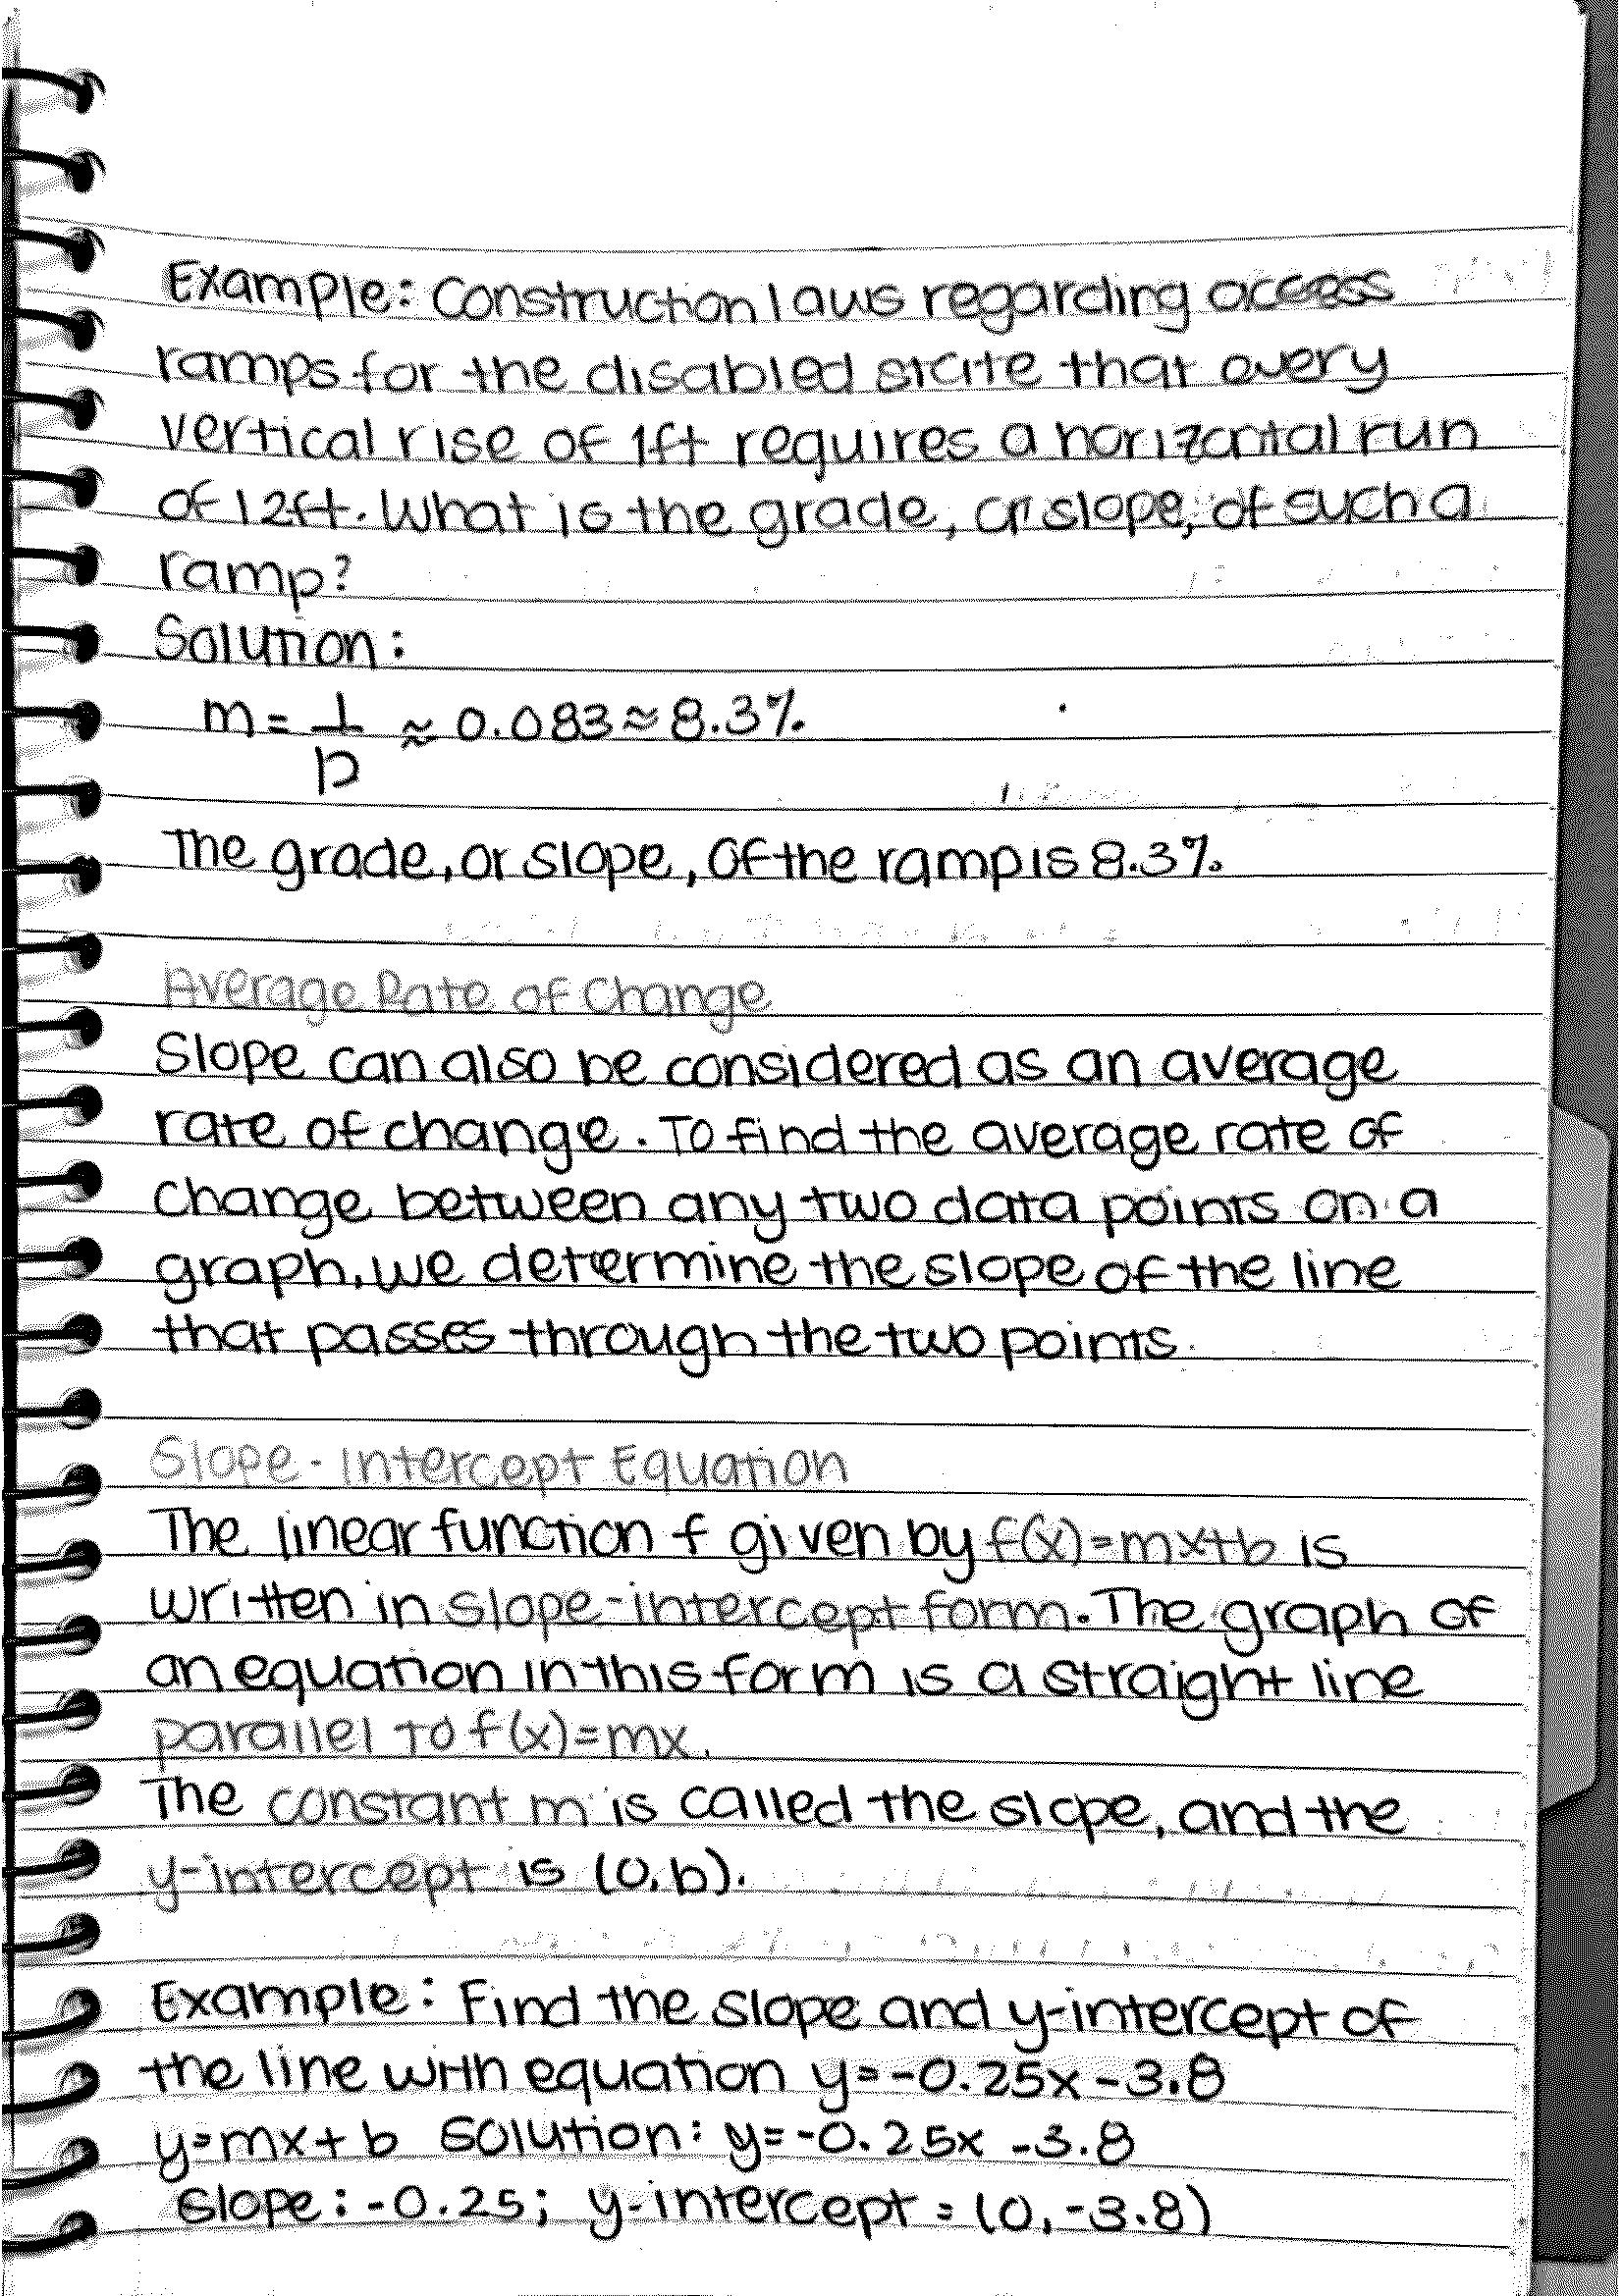 Example: Construction laws regarding access
ramps for the disabled state that every
vertical rise of 1ft requires a horizontal run
of 12ft. What is the grade, or slope, of such a
ramp?
Solution:
m = 1/12 ≈ 0.083 ≈ 8.3%
The grade, or slope, of the ramp is 8.3%
Average Rate of Change
Slope can also be considered as an average
rate of change. To find the average rate of
change between any two data points on a
graph, we determine the slope of the line
that passes through the two points.
Slope-Intercept Equation
The linear function f given by f(x)=mx+b is
written in slope-intercept form. The graph of
an equation in this form is a straight line
parallel to f(x)=mx.
The constant m is called the slope, and the
y-intercept is (0,b).
Example: Find the slope and y-intercept of
the line with equation y=-0.25x-3.8
y=mx+b Solution: y=-0.25x -3.8
Slope: -0.25; y-intercept = (0,-3.8)